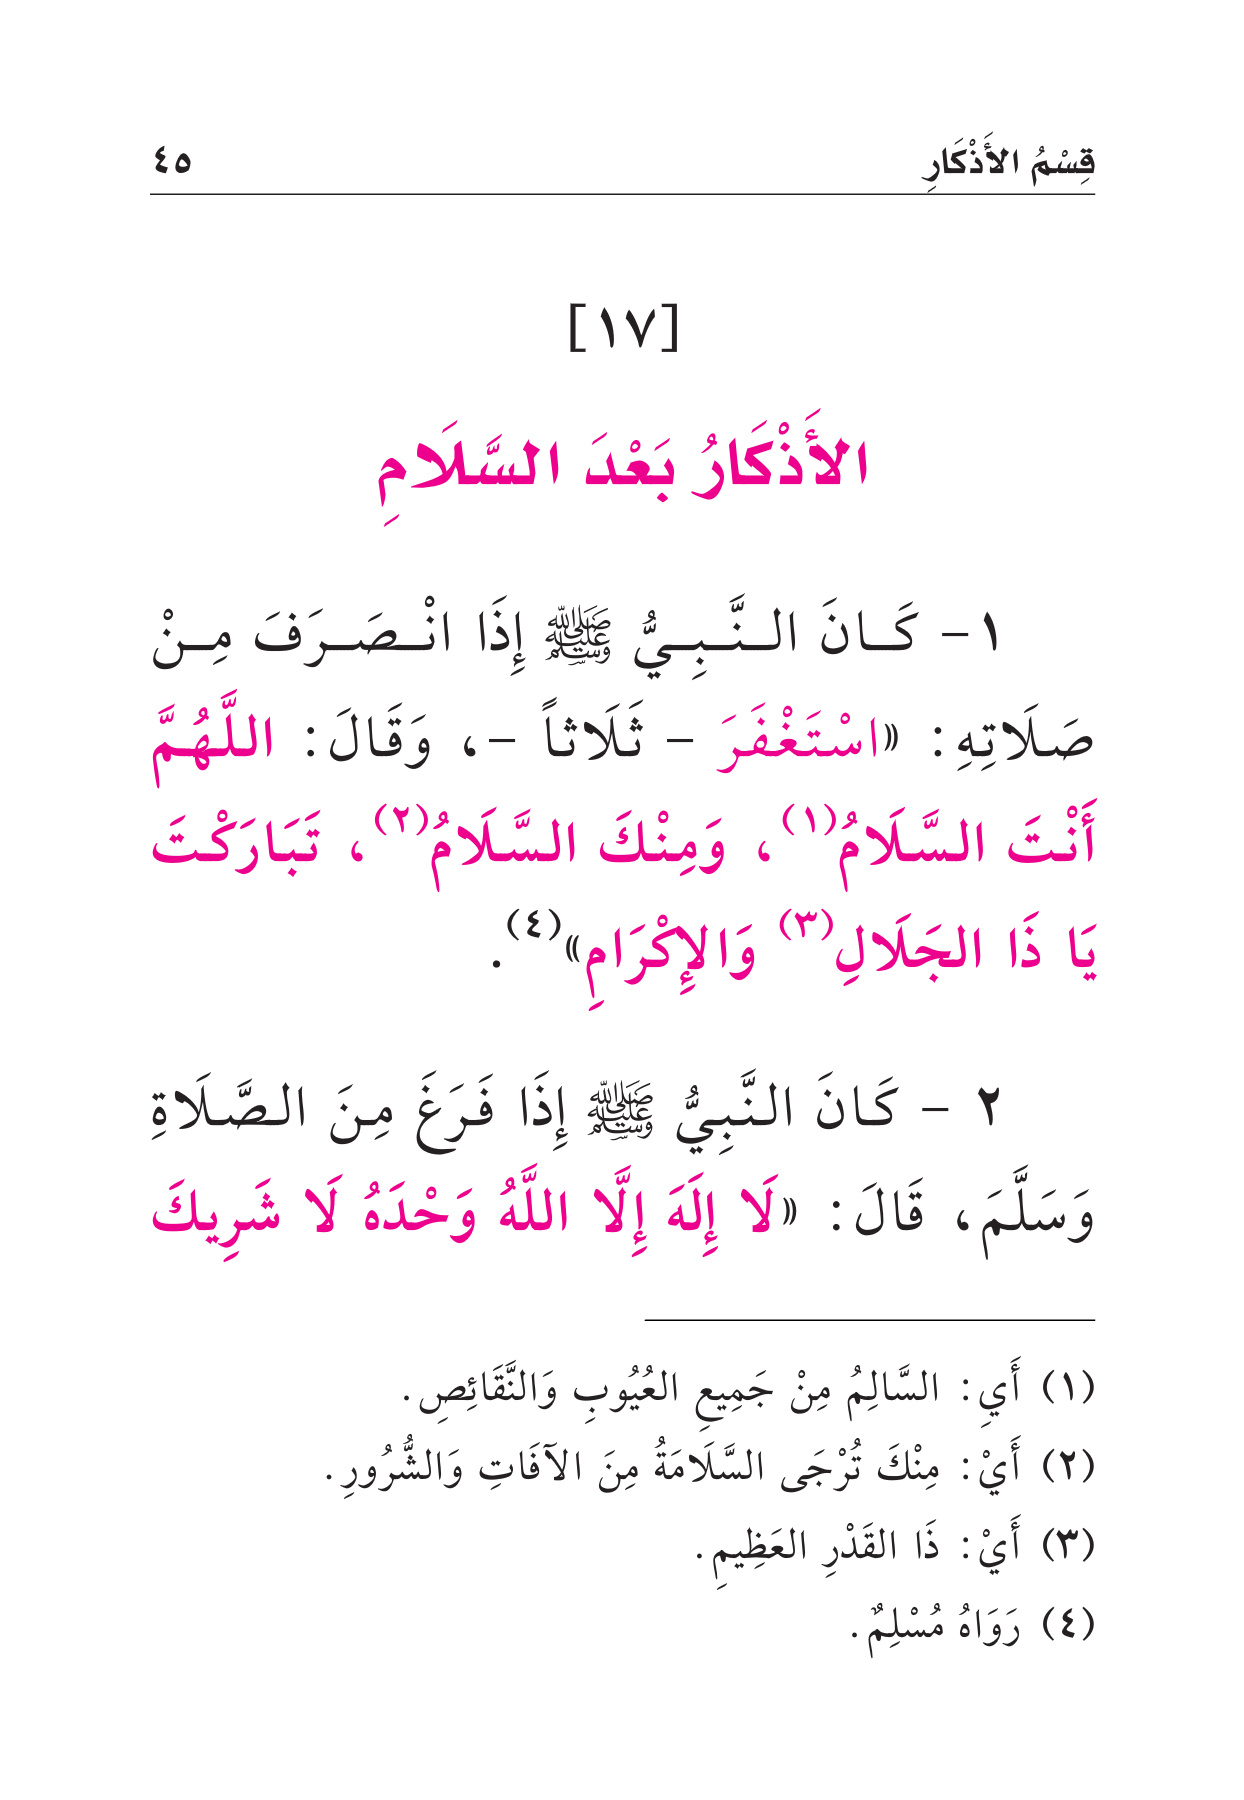 قِسْمُ الأَذْكَارِ ٤٥
[١٧]
الأَذْكَارُ بَعْدَ السَّلَامِ
١- كَانَ النَّبِيُّ ﷺ إِذَا انْصَرَفَ مِنْ
صَلَاتِهِ: «اسْتَغْفَرَ - ثَلَاثاً -، وَقَالَ: اللَّهُمَّ
أَنْتَ السَّلَامُ(١)، وَمِنْكَ السَّلَامُ(٢)، تَبَارَكْتَ
يَا ذَا الجَلَالِ(٣) وَالإِكْرَامِ»(٤).
٢ - كَانَ النَّبِيُّ ﷺ إِذَا فَرَغَ مِنَ الصَّلَاةِ
وَسَلَّمَ، قَالَ: «لَا إِلَهَ إِلَّا اللَّهُ وَحْدَهُ لَا شَرِيكَ
(١) أَيِ: السَّالِمُ مِنْ جَمِيعِ العُيُوبِ وَالنَّقَائِصِ.
(٢) أَيْ: مِنْكَ تُرْجَى السَّلَامَةُ مِنَ الآفَاتِ وَالشُّرُورِ.
(٣) أَيْ: ذَا القَدْرِ العَظِيمِ.
(٤) رَوَاهُ مُسْلِمٌ.